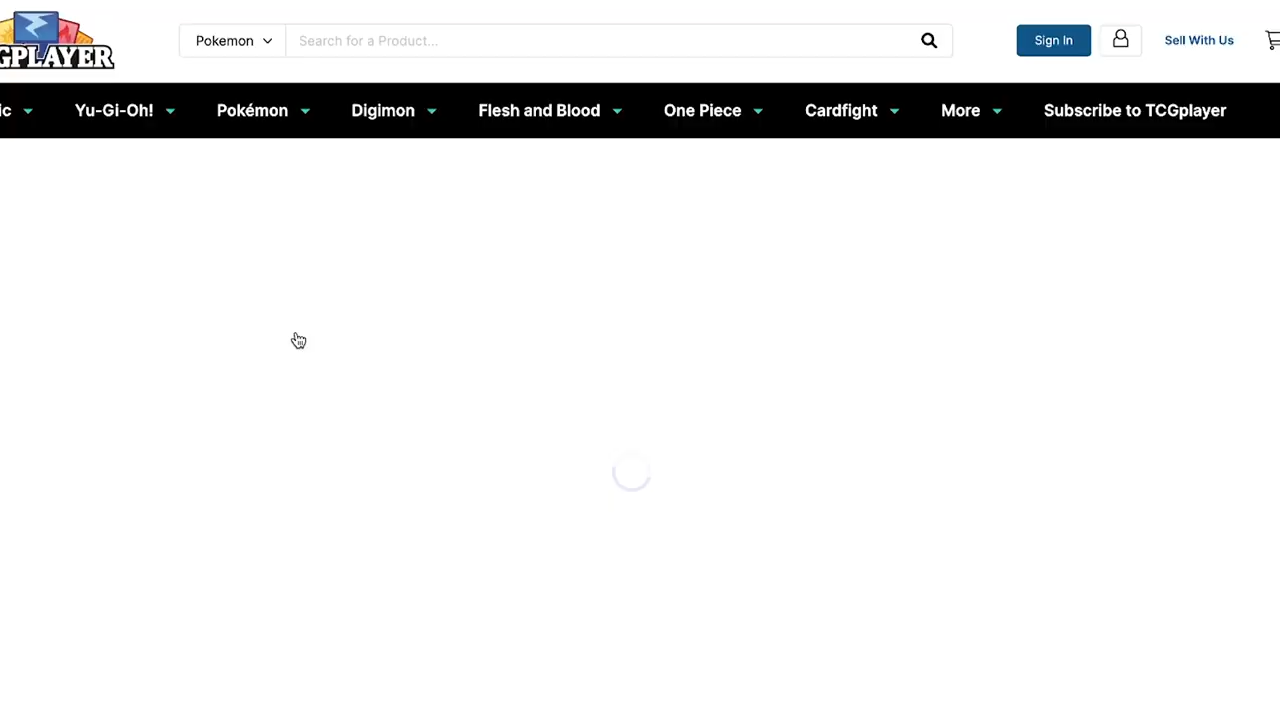 GPLAYER
Pokemon
Search for a Product...
Sign In
Sell With Us
ic
Yu-Gi-Oh!
Pokémon
Digimon
Flesh and Blood
One Piece
Cardfight
More
Subscribe to TCGplayer